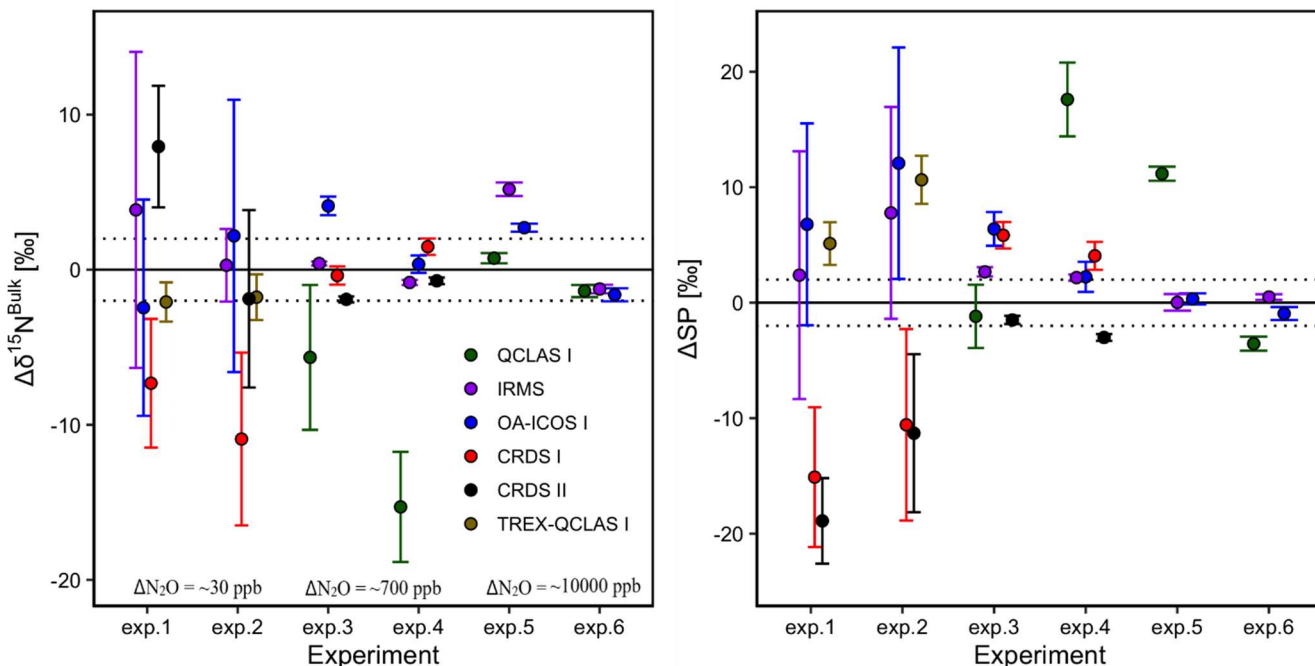 Δδ¹⁵Nᴮᵘˡᵏ [‰]
10
0
-10
-20
QCLAS I
IRMS
OA-ICOS I
CRDS I
CRDS II
TREX-QCLAS I
ΔN₂O = ~30 ppb
ΔN₂O = ~700 ppb
ΔN₂O = ~10000 ppb
exp.1
exp.2
exp.3
exp.4
exp.5
exp.6
Experiment
ΔSP [‰]
20
10
0
-10
-20
exp.1
exp.2
exp.3
exp.4
exp.5
exp.6
Experiment